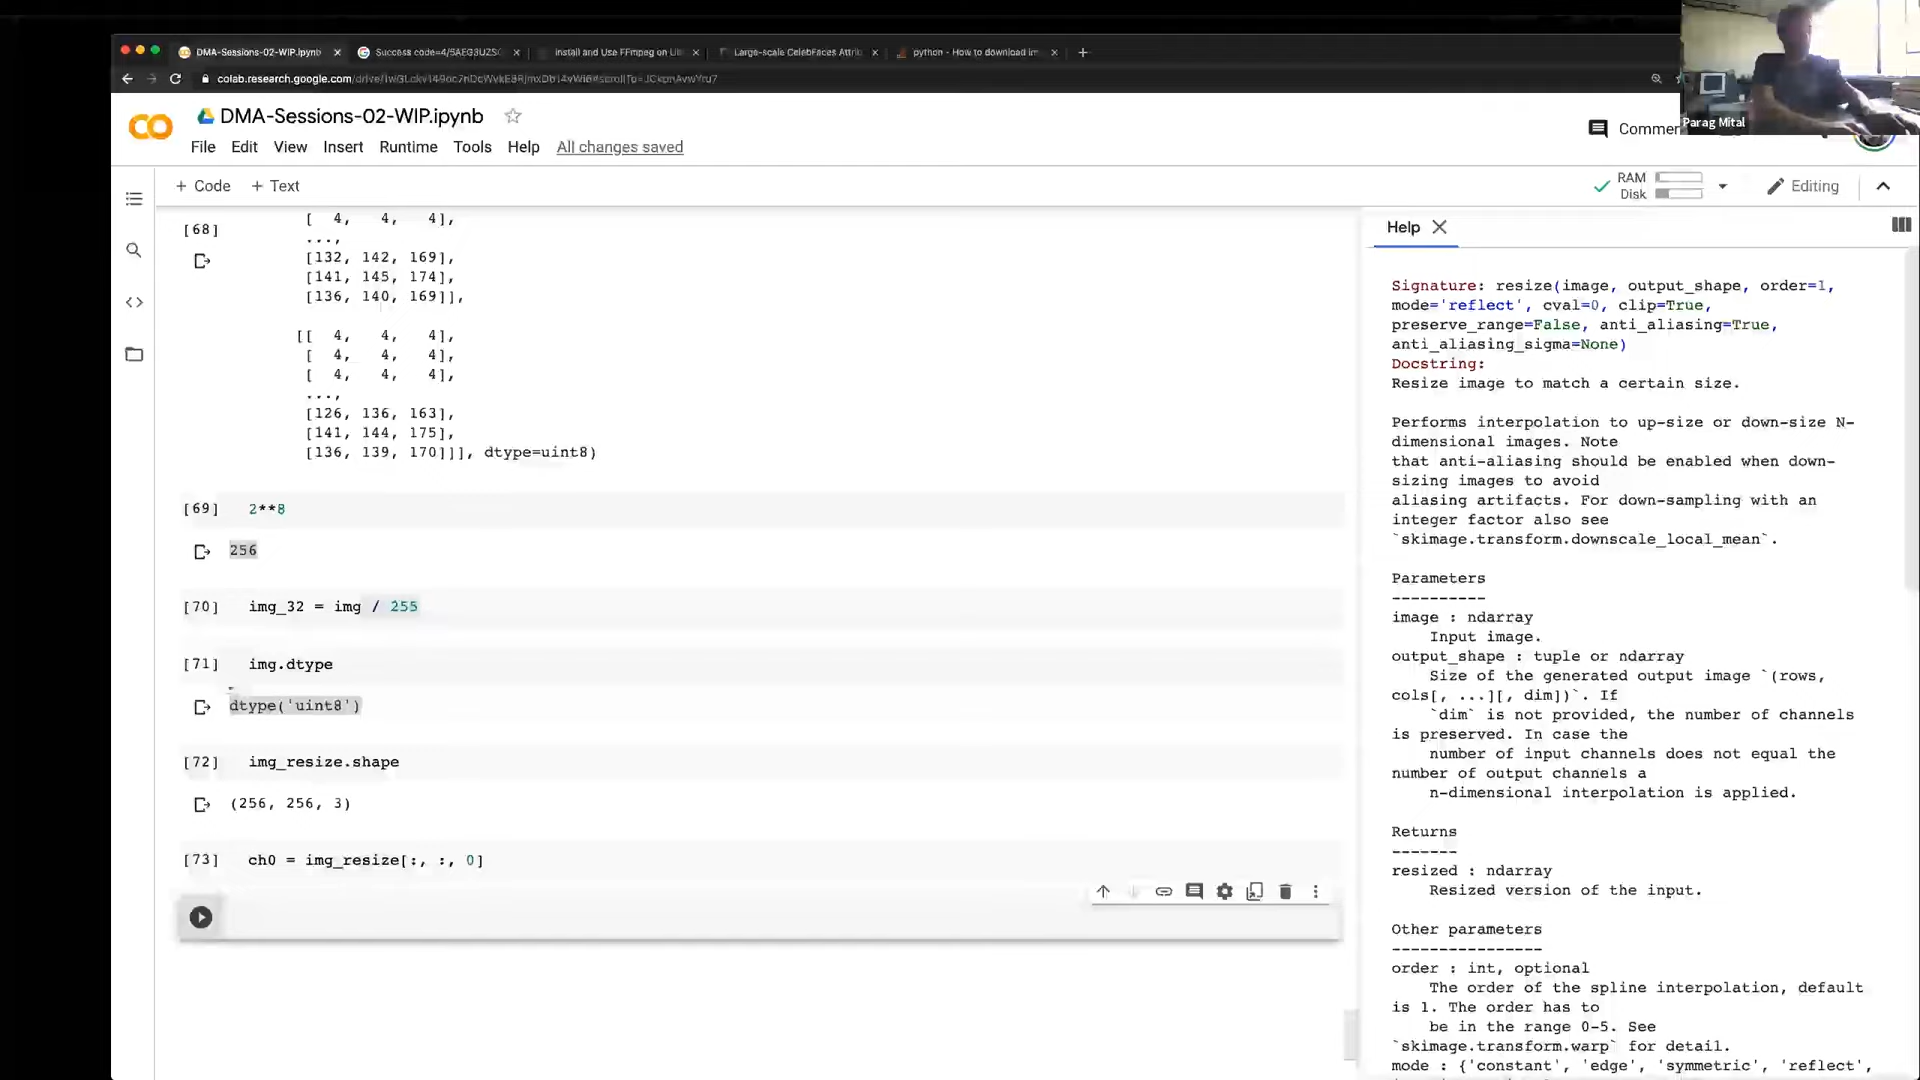 DMA-Sessions-02-WIP.ipynb
Success code=4/5AEG3UZSC
Install and Use FFmpeg on U
Large-scale CelebFaces Attrib
python - How to download im
colab.research.google.com/drive/
Parag Mital
DMA-Sessions-02-WIP.ipynb
Commen
File Edit View Insert Runtime Tools Help All changes saved
+ Code + Text
RAM
Disk
Editing
[68]
[ 4, 4, 4],
...,
[132, 142, 169],
[141, 145, 174],
[136, 140, 169]],
[[ 4, 4, 4],
[ 4, 4, 4],
[ 4, 4, 4],
...,
[126, 136, 163],
[141, 144, 175],
[136, 139, 170]]], dtype=uint8)
[69] 2**8
256
[70] img_32 = img / 255
[71] img.dtype
dtype('uint8')
[72] img_resize.shape
(256, 256, 3)
[73] ch0 = img_resize[:, :, 0]
Help
Signature: resize(image, output_shape, order=1,
mode='reflect', cval=0, clip=True,
preserve_range=False, anti_aliasing=True,
anti_aliasing_sigma=None)
Docstring:
Resize image to match a certain size.
Performs interpolation to up-size or down-size N-
dimensional images. Note
that anti-aliasing should be enabled when down-
sizing images to avoid
aliasing artifacts. For down-sampling with an
integer factor also see
`skimage.transform.downscale_local_mean`.
Parameters
----------
image : ndarray
Input image.
output_shape : tuple or ndarray
Size of the generated output image `(rows,
cols[, ...][, dim])`. If
`dim` is not provided, the number of channels
is preserved. In case the
number of input channels does not equal the
number of output channels a
n-dimensional interpolation is applied.
Returns
-------
resized : ndarray
Resized version of the input.
Other parameters
----------------
order : int, optional
The order of the spline interpolation, default
is 1. The order has to
be in the range 0-5. See
`skimage.transform.warp` for detail.
mode : {'constant', 'edge', 'symmetric', 'reflect',